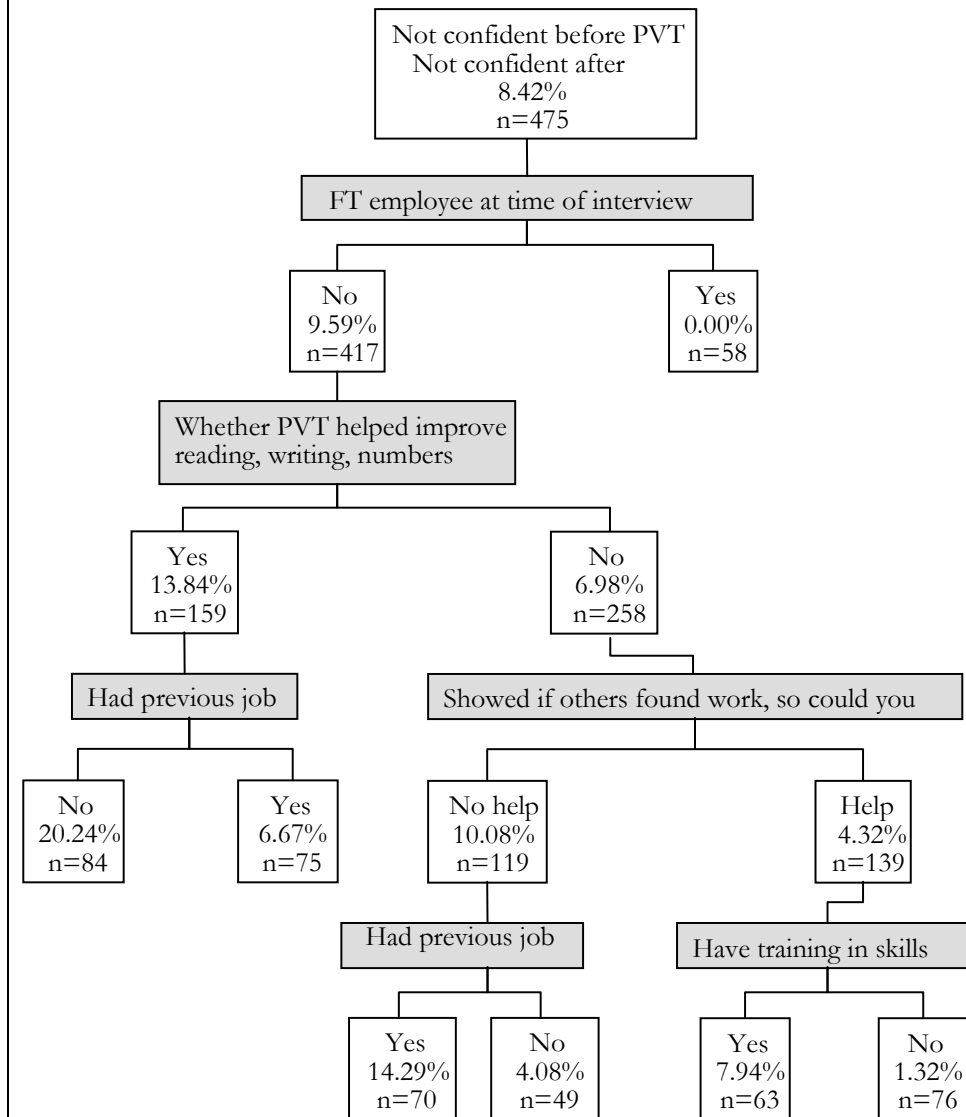 Not confident before PVT
Not confident after
8.42%
n=475
FT employee at time of interview
No
9.59%
n=417
Yes
0.00%
n=58
Whether PVT helped improve
reading, writing, numbers
Yes
13.84%
n=159
No
6.98%
n=258
Had previous job
Showed if others found work, so could you
No
20.24%
n=84
Yes
6.67%
n=75
No help
10.08%
n=119
Help
4.32%
n=139
Had previous job
Have training in skills
Yes
14.29%
n=70
No
4.08%
n=49
Yes
7.94%
n=63
No
1.32%
n=76